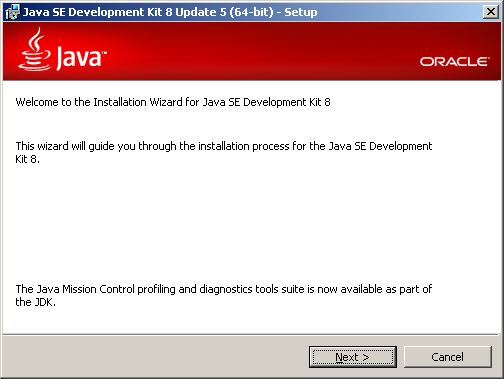 Java SE Development Kit 8 Update 5 (64-bit) - Setup
Java™
ORACLE®
Welcome to the Installation Wizard for Java SE Development Kit 8
This wizard will guide you through the installation process for the Java SE Development
Kit 8.
The Java Mission Control profiling and diagnostics tools suite is now available as part of
the JDK.
Next >
Cancel